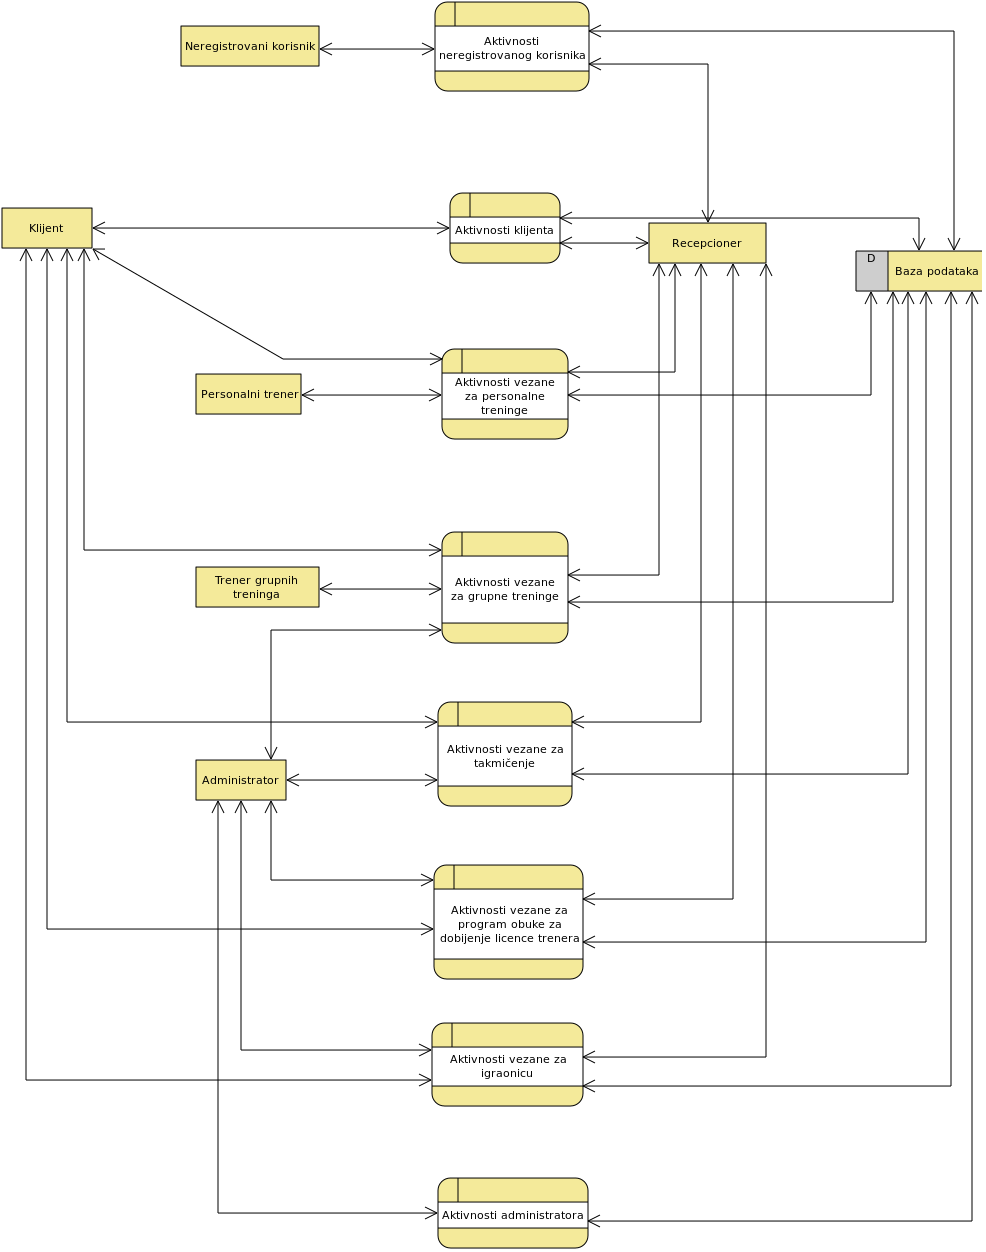 Neregistrovani korisnik
Aktivnosti
neregistrovanog korisnika
Klijent
Aktivnosti klijenta
Recepcioner
D
Baza podataka
Personalni trener
Aktivnosti vezane
za personalne
treninge
Trener grupnih
treninga
Aktivnosti vezane
za grupne treninge
Administrator
Aktivnosti vezane za
takmičenje
Aktivnosti vezane za
program obuke za
dobijenje licence trenera
Aktivnosti vezane za
igraonicu
Aktivnosti administratora